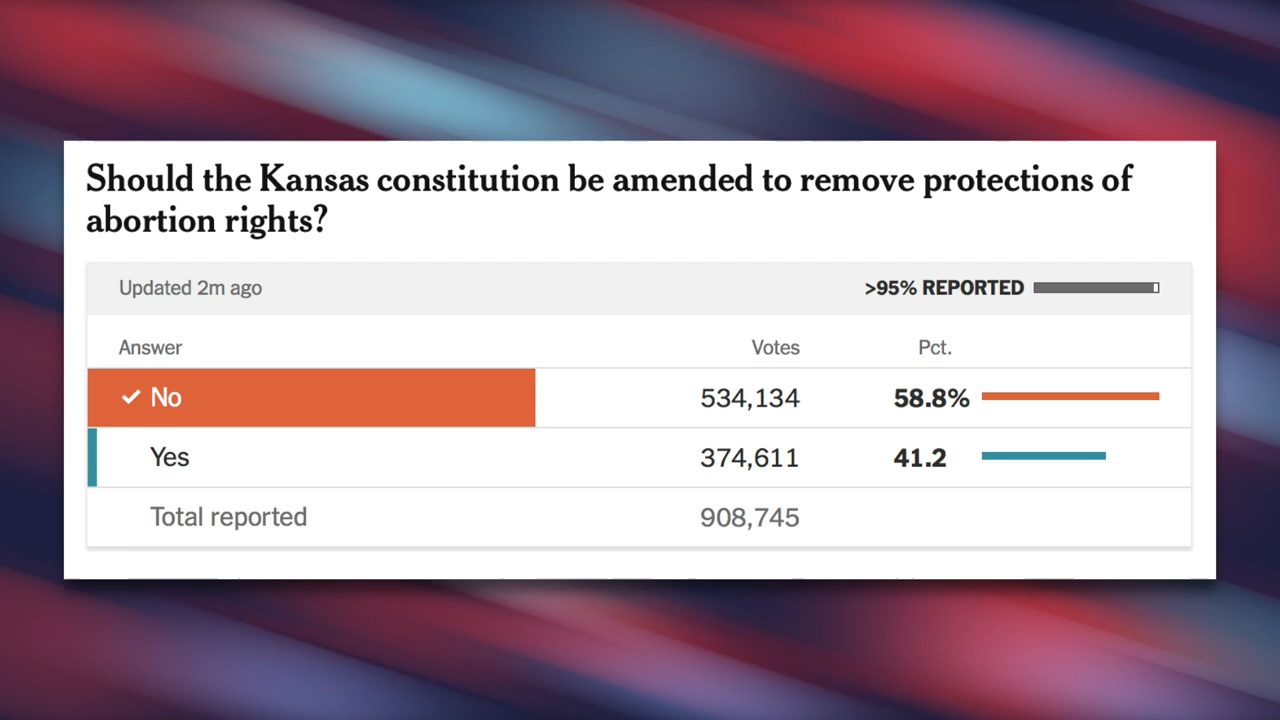 Should the Kansas constitution be amended to remove protections of
abortion rights?
Updated 2m ago >95% REPORTED
Answer Votes Pct.
No 534,134 58.8%
Yes 374,611 41.2
Total reported 908,745